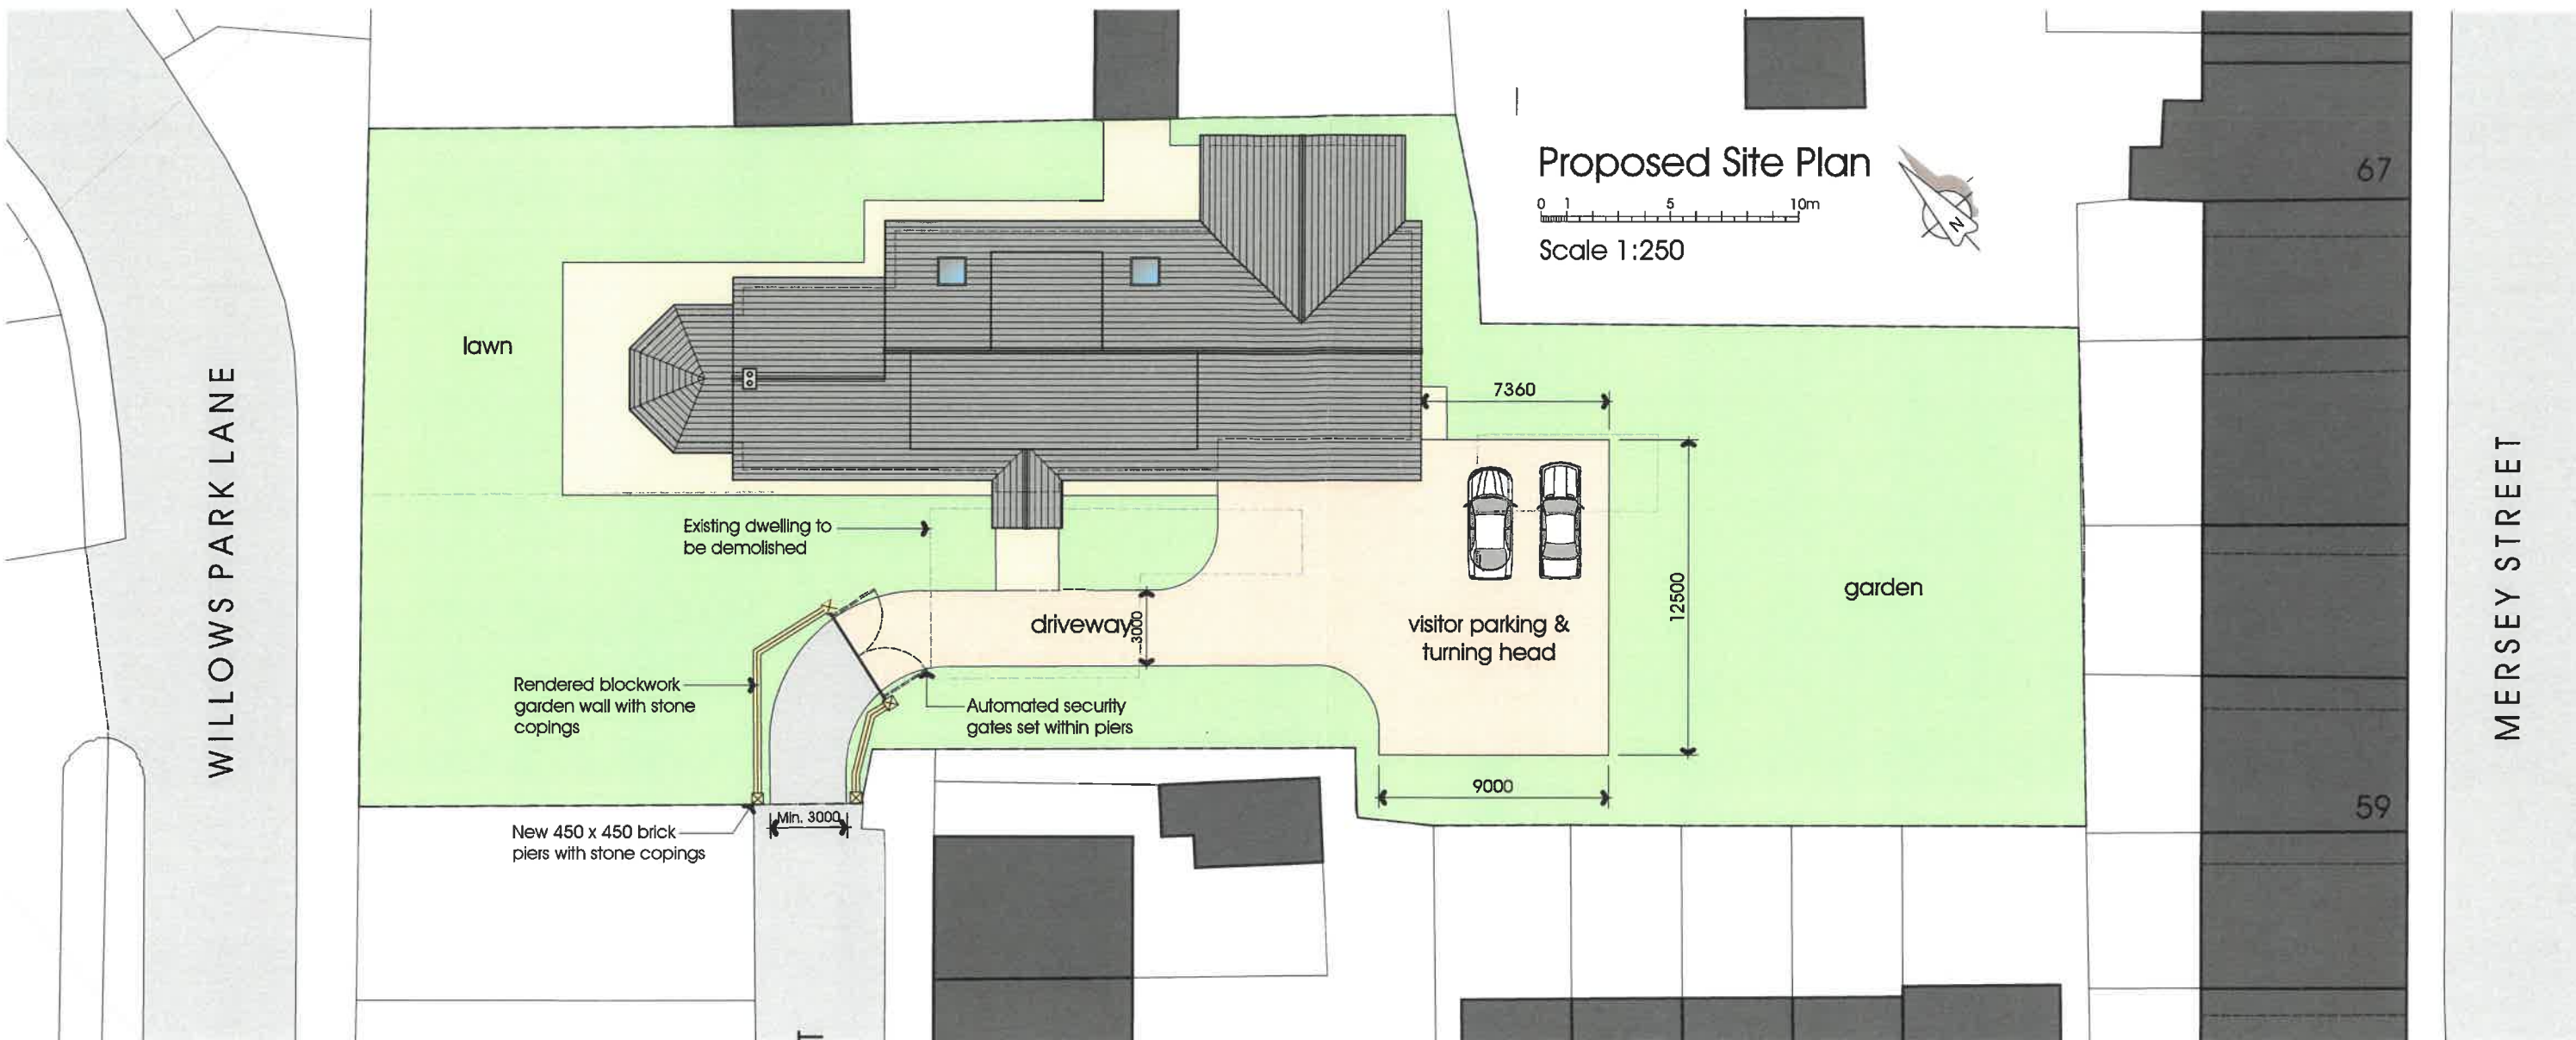 Proposed Site Plan
0 1 5 10m
Scale 1:250
N
67
59
WILLOWS PARK LANE
MERSEY STREET
lawn
7360
Existing dwelling to
be demolished
driveway
3000
visitor parking &
turning head
12500
garden
Rendered blockwork
garden wall with stone
copings
Automated security
gates set within piers
9000
Min. 3000
New 450 x 450 brick
piers with stone copings
T